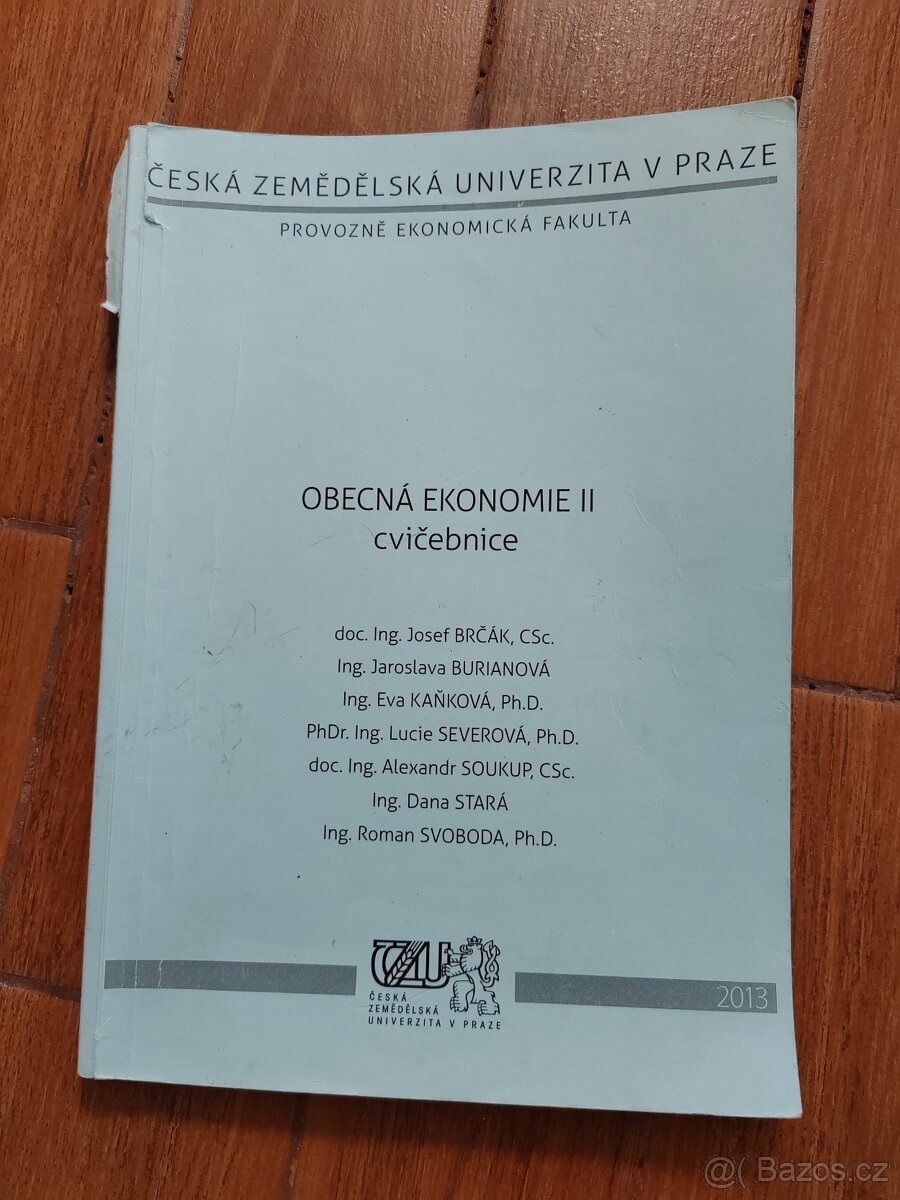 ČESKÁ ZEMĚDĚLSKÁ UNIVERZITA V PRAZE
PROVOZNĚ EKONOMICKÁ FAKULTA
OBECNÁ EKONOMIE II
cvičebnice
doc. Ing. Josef BRČÁK, CSc.
Ing. Jaroslava BURIANOVÁ
Ing. Eva KAŇKOVÁ, Ph.D.
PhDr. Ing. Lucie SEVEROVÁ, Ph.D.
doc. Ing. Alexandr SOUKUP, CSc.
Ing. Dana STARÁ
Ing. Roman SVOBODA, Ph.D.
ČZU
ČESKÁ
ZEMĚDĚLSKÁ
UNIVERZITA V PRAZE
2013
@( Bazos.cz